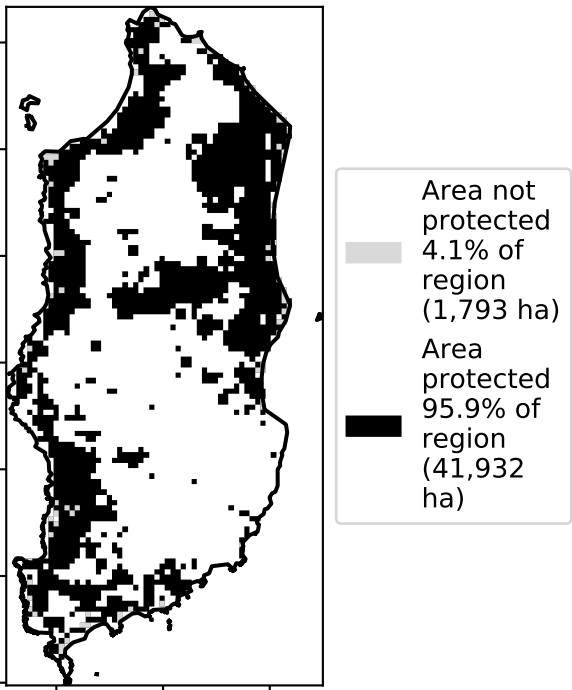 Area not
protected
4.1% of
region
(1,793 ha)
Area
protected
95.9% of
region
(41,932
ha)